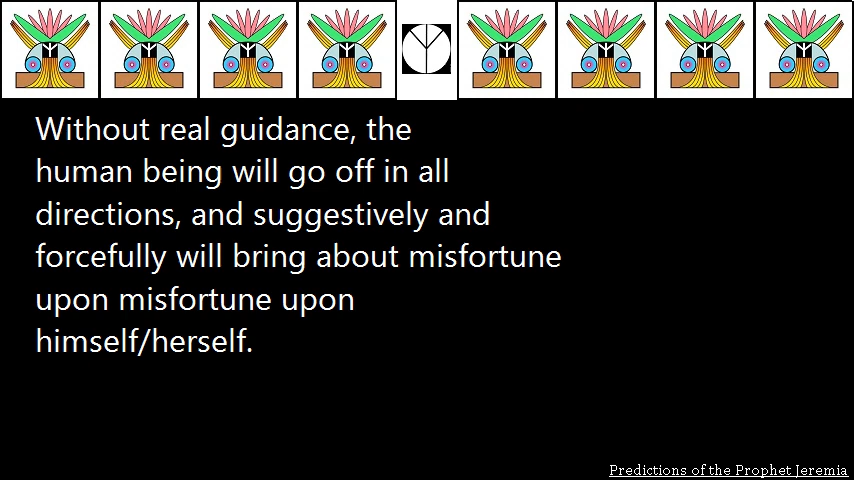 Without real guidance, the
human being will go off in all
directions, and suggestively and
forcefully will bring about misfortune
upon misfortune upon
himself/herself.
Predictions of the Prophet Jeremia